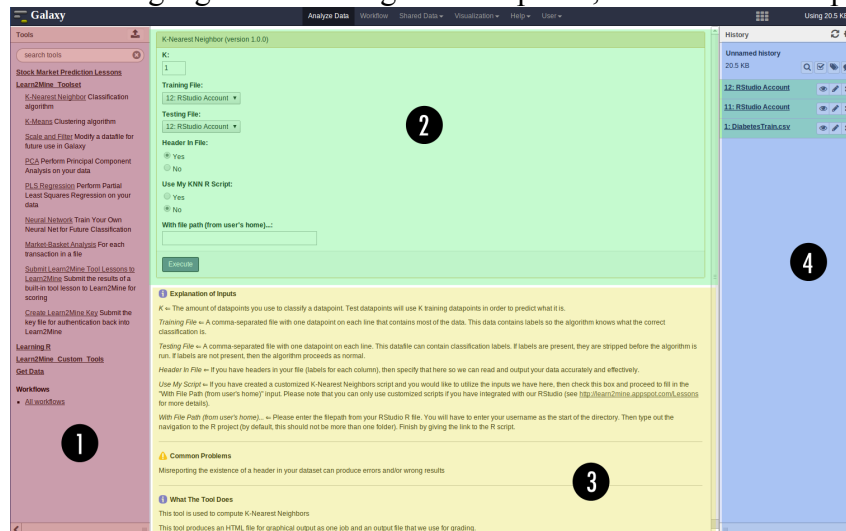 Galaxy
Analyze Data Workflow Shared Data Visualization Help User
Using 20.5 KB
Tools
search tools
Stock Market Prediction Lessons
Learn2Mine Toolset
K-Nearest Neighbor Classification
algorithm
K-Means Clustering algorithm
Scale and Filter Modify a datafile for
future use in Galaxy
PCA Perform Principal Component
Analysis on your data
PLS Regression Perform Partial
Least Squares Regression on your
data
Neural Network Train Your Own
Neural Net for Future Classification
Market-Basket Analysis For each
transaction in a file
Submit Learn2Mine Tool Lessons to
Learn2Mine Submit the results of a
built-in tool lesson to Learn2Mine for
scoring
Create Learn2Mine Key Submit the
key file for authentication back into
Learn2Mine
Learning R
Learn2Mine Custom Tools
Get Data
Workflows
All workflows
1
K-Nearest Neighbor (version 1.0.0)
K:
1
Training File:
12: RStudio Account
Testing File:
12: RStudio Account
Header In File:
Yes
No
Use My KNN R Script:
Yes
No
With file path (from user's home)...:
Execute
2
Explanation of Inputs
K ⇐ The amount of datapoints you use to classify a datapoint. Test datapoints will use K training datapoints in order to predict what it is.
Training File ⇐ A comma-separated file with one datapoint on each line that contains most of the data. This data contains labels so the algorithm knows what the correct
classification is.
Testing File ⇐ A comma-separated file with one datapoint on each line. This datafile can contain classification labels. If labels are present, they are stripped before the algorithm is
run. If labels are not present, then the algorithm proceeds as normal.
Header In File ⇐ If you have headers in your file (labels for each column), then specify that here so we can read and output your data accurately and effectively.
Use My Script ⇐ If you have created a customized K-Nearest Neighbors script and you would like to utilize the inputs we have here, then check this box and proceed to fill in the
"With File Path (from user's home)" input. Please note that you can only use customized scripts if you have integrated with our RStudio (see http://learn2mine.appspot.com/Lessons
for more details).
With File Path (from user's home)... ⇐ Please enter the filepath from your RStudio R file. You will have to enter your username as the start of the directory. Then type out the
navigation to the R project (by default, this should not be more than one folder). Finish by giving the link to the R script.
Common Problems
Misreporting the existence of a header in your dataset can produce errors and/or wrong results
3
What The Tool Does
This tool is used to compute K-Nearest Neighbors
This tool produces an HTML file for graphical output as one job and an output file that we use for grading.
History
Unnamed history
20.5 KB
12: RStudio Account
11: RStudio Account
1: DiabetesTrain.csv
4